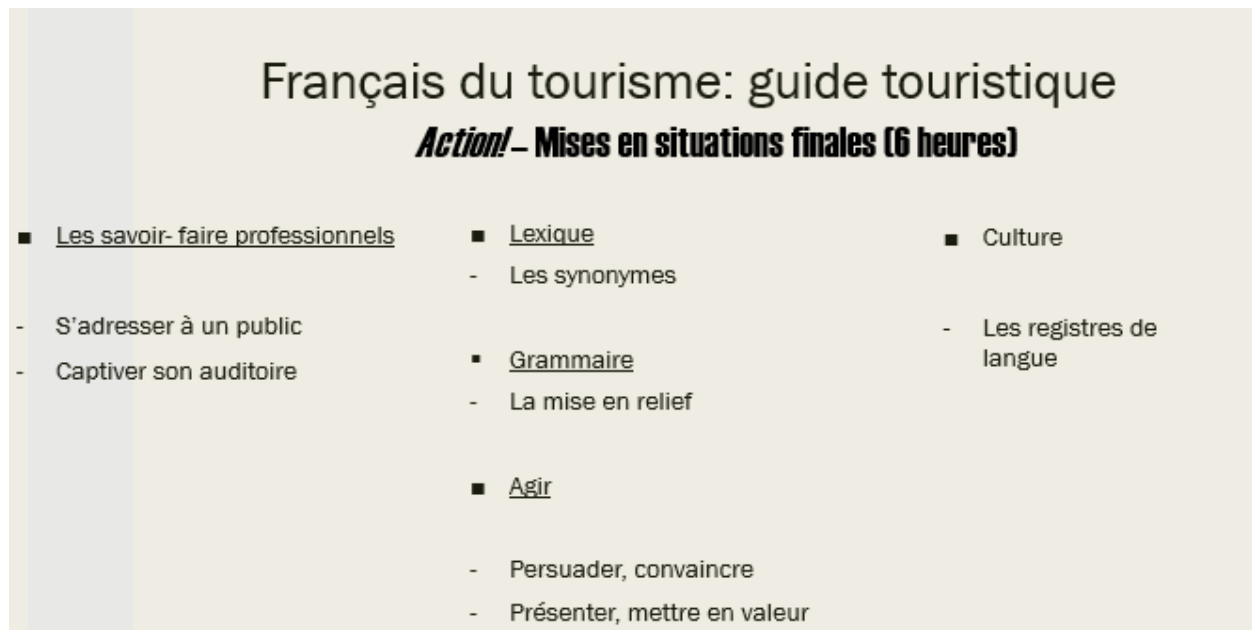 Français du tourisme: guide touristique
Action! – Mises en situations finales (6 heures)
■ Les savoir- faire professionnels
- S'adresser à un public
- Captiver son auditoire
■ Lexique
- Les synonymes
▪ Grammaire
- La mise en relief
■ Agir
- Persuader, convaincre
- Présenter, mettre en valeur
■ Culture
- Les registres de
langue